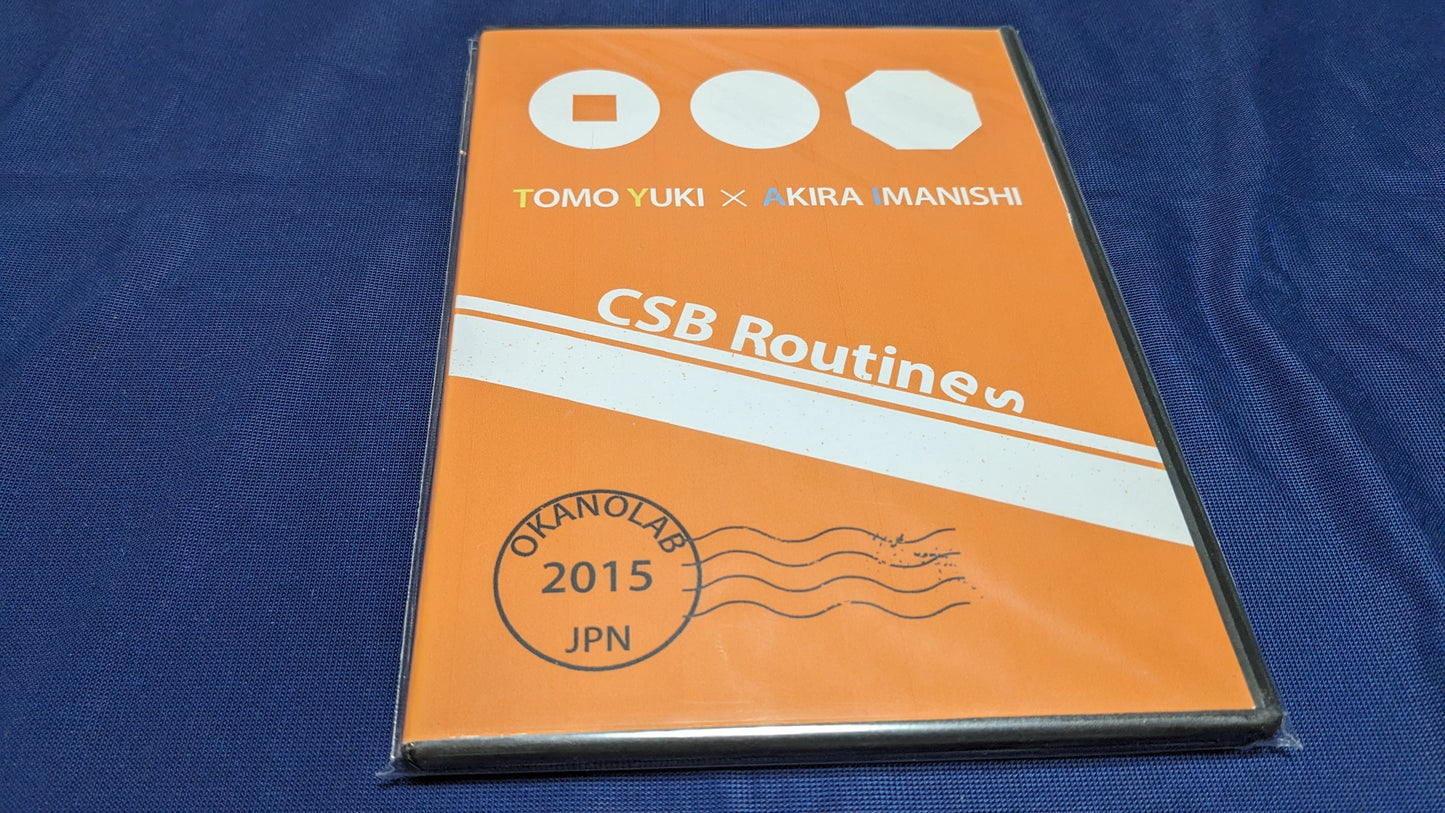 TOMO YUKI × AKIRA IMANISHI
CSB Routines
OKANOLAB
2015
JPN